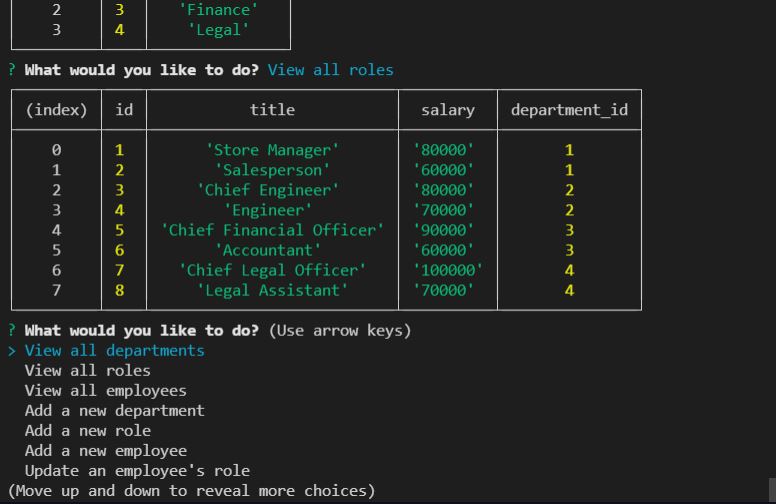 2 3 'Finance'
3 4 'Legal'
? What would you like to do? View all roles
(index) id title salary department_id
0 1 'Store Manager' '80000' 1
1 2 'Salesperson' '60000' 1
2 3 'Chief Engineer' '80000' 2
3 4 'Engineer' '70000' 2
4 5 'Chief Financial Officer' '90000' 3
5 6 'Accountant' '60000' 3
6 7 'Chief Legal Officer' '100000' 4
7 8 'Legal Assistant' '70000' 4
? What would you like to do? (Use arrow keys)
> View all departments
View all roles
View all employees
Add a new department
Add a new role
Add a new employee
Update an employee's role
(Move up and down to reveal more choices)